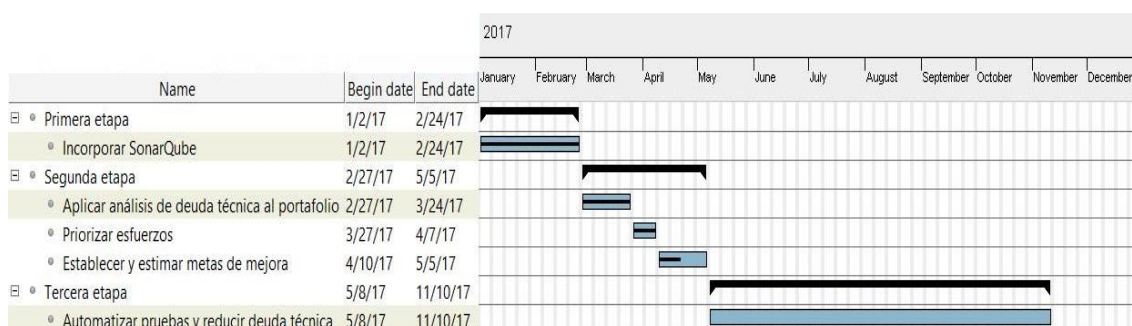 2017
Name Begin date End date January February March April May June July August September October November December
Primera etapa 1/2/17 2/24/17
Incorporar SonarQube 1/2/17 2/24/17
Segunda etapa 2/27/17 5/5/17
Aplicar análisis de deuda técnica al portafolio 2/27/17 3/24/17
Priorizar esfuerzos 3/27/17 4/7/17
Establecer y estimar metas de mejora 4/10/17 5/5/17
Tercera etapa 5/8/17 11/10/17
Automatizar pruebas y reducir deuda técnica 5/8/17 11/10/17